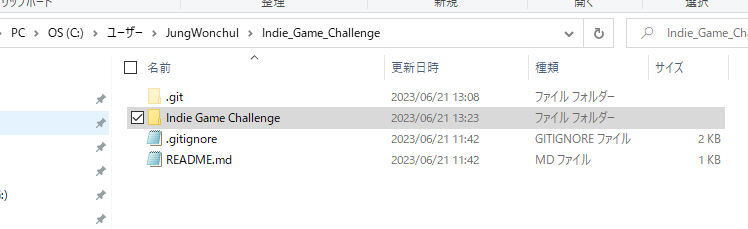 リップボード 整理 新規 開く 選択
PC > OS (C:) > ユーザー > JungWonchul > Indie_Game_Challenge Indie_Game_Cha
名前 更新日時 種類 サイズ
.git 2023/06/21 13:08 ファイル フォルダー
Indie Game Challenge 2023/06/21 13:23 ファイル フォルダー
.gitignore 2023/06/21 11:42 GITIGNORE ファイル 2 KB
README.md 2023/06/21 11:42 MD ファイル 1 KB
:)